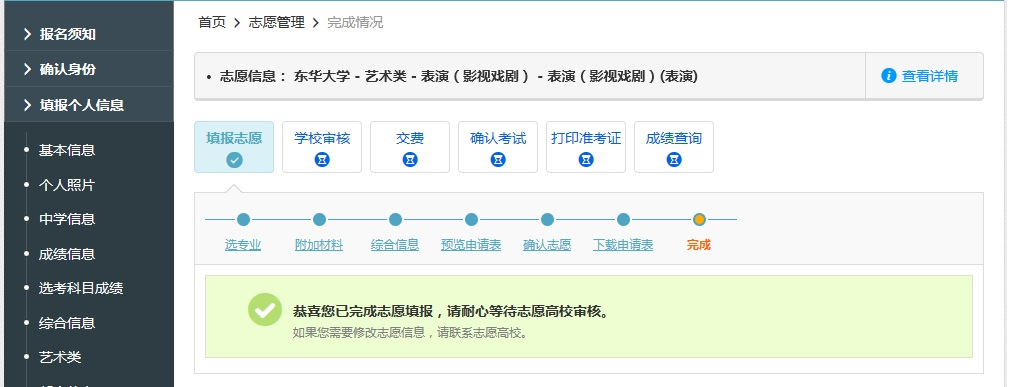 报名须知
确认身份
填报个人信息
基本信息
个人照片
中学信息
成绩信息
选考科目成绩
综合信息
艺术类
首页 > 志愿管理 > 完成情况
• 志愿信息： 东华大学 - 艺术类 - 表演（影视戏剧） - 表演（影视戏剧）(表演)
查看详情
填报志愿 学校审核 交费 确认考试 打印准考证 成绩查询
选专业 附加材料 综合信息 预览申请表 确认志愿 下载申请表 完成
恭喜您已完成志愿填报，请耐心等待志愿高校审核。
如果您需要修改志愿信息，请联系志愿高校。